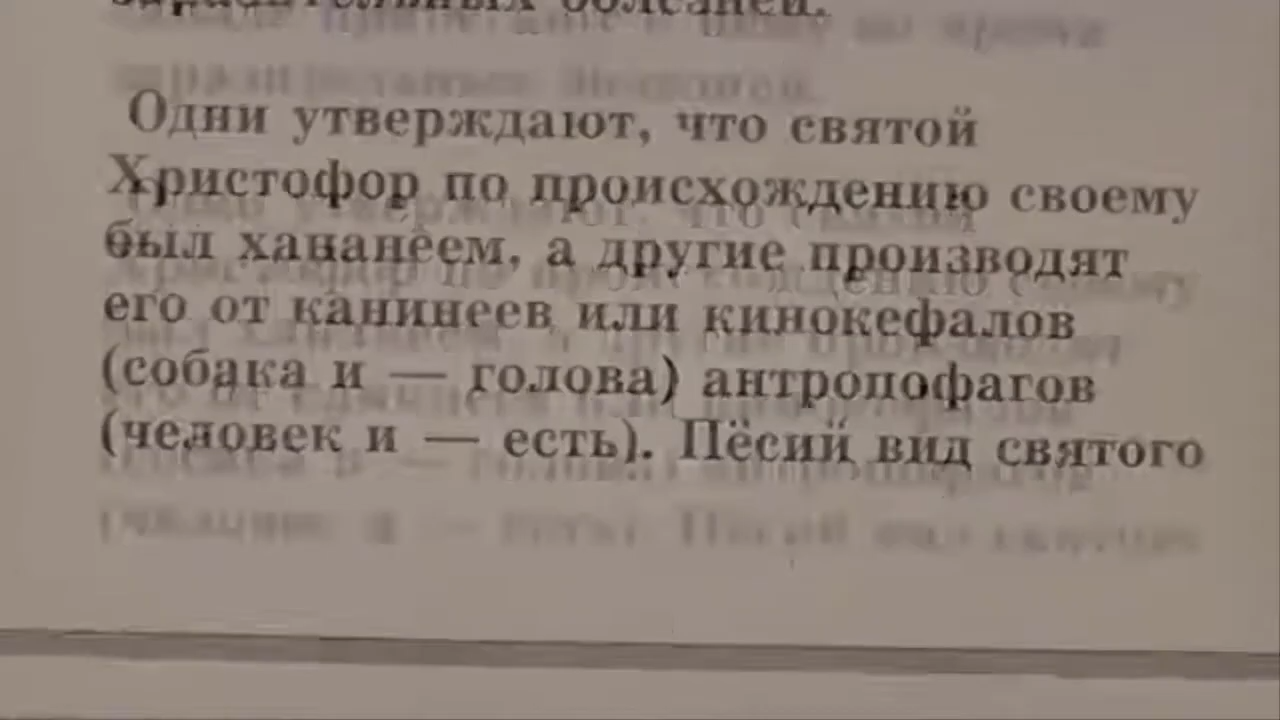 болезней.
Одни утверждают, что святой
Христофор по происхождению своему
был хананеем, а другие производят
его от канинеев или кинокефалов
(собака и — голова) антропофагов
(человек и — есть). Пёсий вид святого